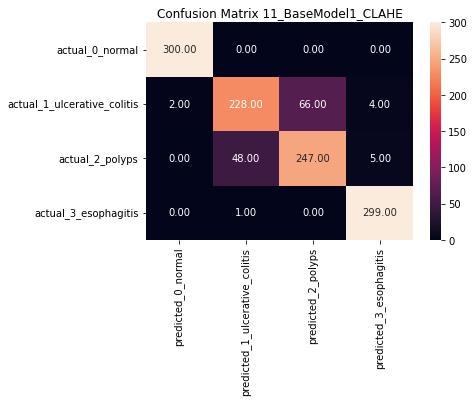 Confusion Matrix 11_BaseModel1_CLAHE
actual_0_normal 300.00 0.00 0.00 0.00
actual_1_ulcerative_colitis 2.00 228.00 66.00 4.00
actual_2_polyps 0.00 48.00 247.00 5.00
actual_3_esophagitis 0.00 1.00 0.00 299.00
predicted_0_normal
predicted_1_ulcerative_colitis
predicted_2_polyps
predicted_3_esophagitis
300
250
200
150
100
50
0